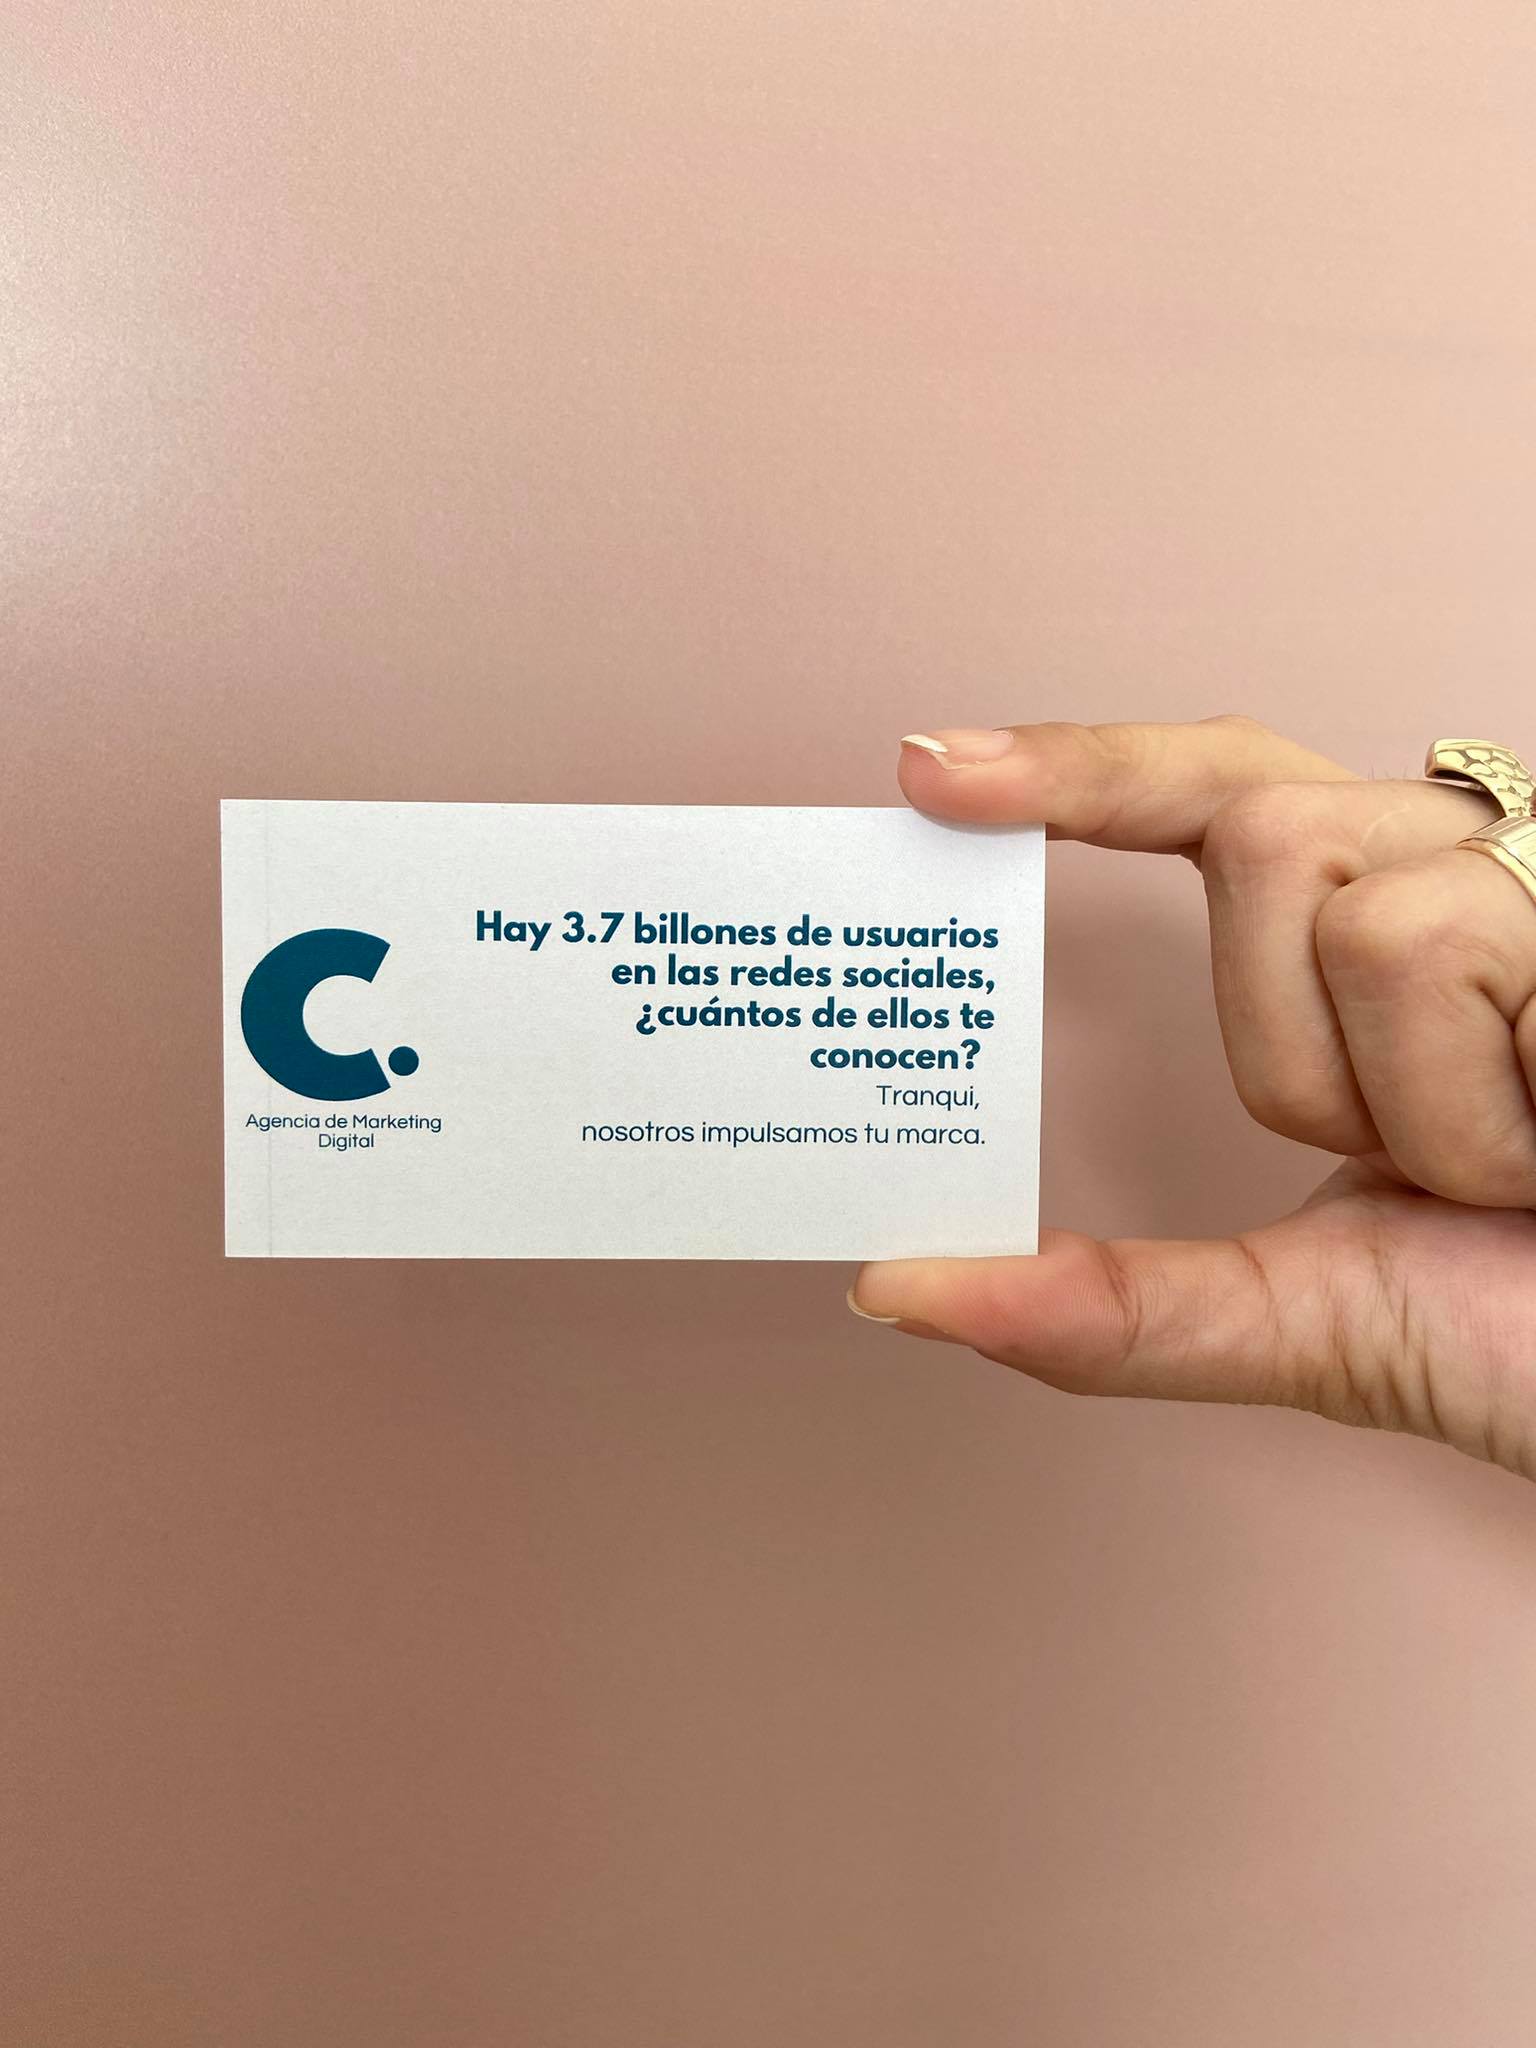 C.
Agencia de Marketing
Digital
Hay 3.7 billones de usuarios
en las redes sociales,
¿cuántos de ellos te
conocen?
Tranqui,
nosotros impulsamos tu marca.